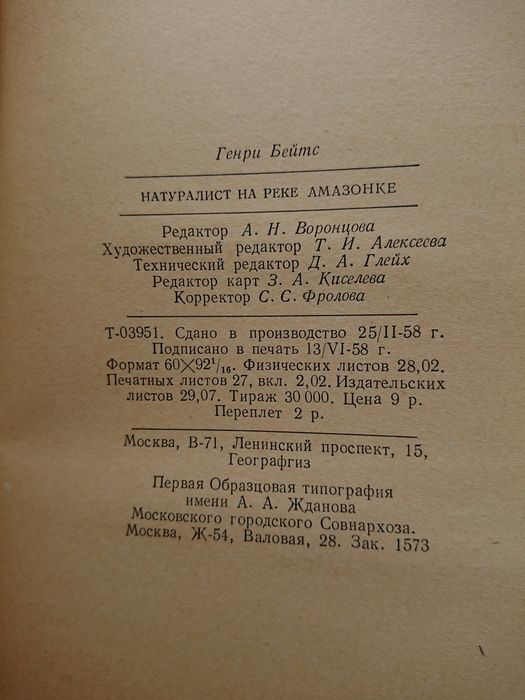 Генри Бейтс
НАТУРАЛИСТ НА РЕКЕ АМАЗОНКЕ
Редактор А. Н. Воронцова
Художественный редактор Т. И. Алексеева
Технический редактор Д. А. Глейх
Редактор карт З. А. Киселева
Корректор С. С. Фролова
Т-03951. Сдано в производство 25/II-58 г.
Подписано в печать 13/VI-58 г.
Формат 60×92¹/₁₆. Физических листов 28,02.
Печатных листов 27, вкл. 2,02. Издательских
листов 29,07. Тираж 30 000. Цена 9 р.
Переплет 2 р.
Москва, В-71, Ленинский проспект, 15,
Географгиз
Первая Образцовая типография
имени А. А. Жданова
Московского городского Совнархоза.
Москва, Ж-54, Валовая, 28. Зак. 1573